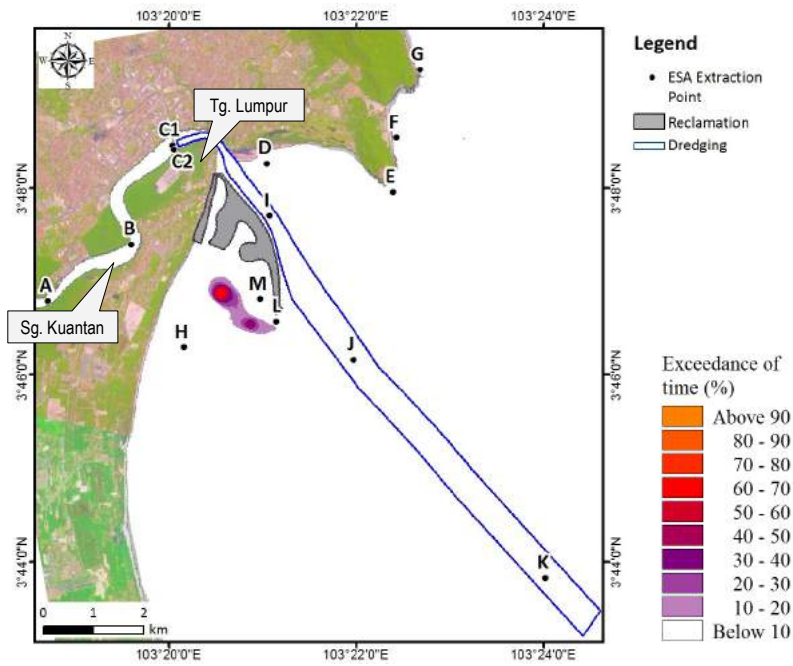 103°20'0"E 103°22'0"E 103°24'0"E
N
W E
S
G
Legend
ESA Extraction
Point
Reclamation
Dredging
Tg. Lumpur
F
C1
C2
D
E
3°48'0"N 3°48'0"N
I
B
A
M
L
Sg. Kuantan
H
J
3°46'0"N 3°46'0"N
Exceedance of
time (%)
Above 90
80 - 90
70 - 80
60 - 70
50 - 60
40 - 50
30 - 40
20 - 30
10 - 20
Below 10
K
3°44'0"N 3°44'0"N
0 1 2
km
103°20'0"E 103°22'0"E 103°24'0"E